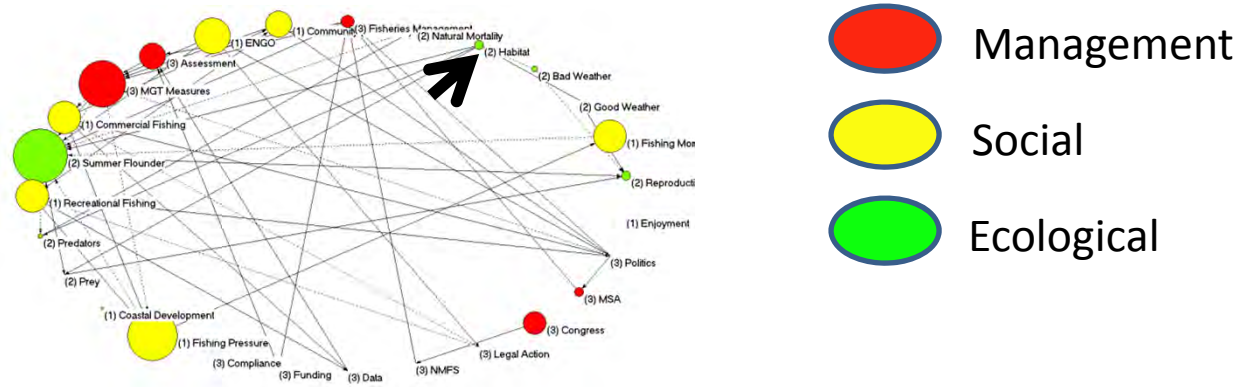 (1) Community
(3) Fisheries Management
(2) Natural Mortality
(1) ENGO
(2) Habitat
(3) Assessment
(2) Bad Weather
(3) MGT Measures
(2) Good Weather
(1) Commercial Fishing
(1) Fishing Mor
(2) Summer Flounder
(2) Reproducti
(1) Recreational Fishing
(1) Enjoyment
(2) Predators
(3) Politics
(2) Prey
(3) MSA
(1) Coastal Development
(3) Congress
(1) Fishing Pressure
(3) Legal Action
(3) Compliance
(3) NMFS
(3) Funding
(3) Data
Management
Social
Ecological